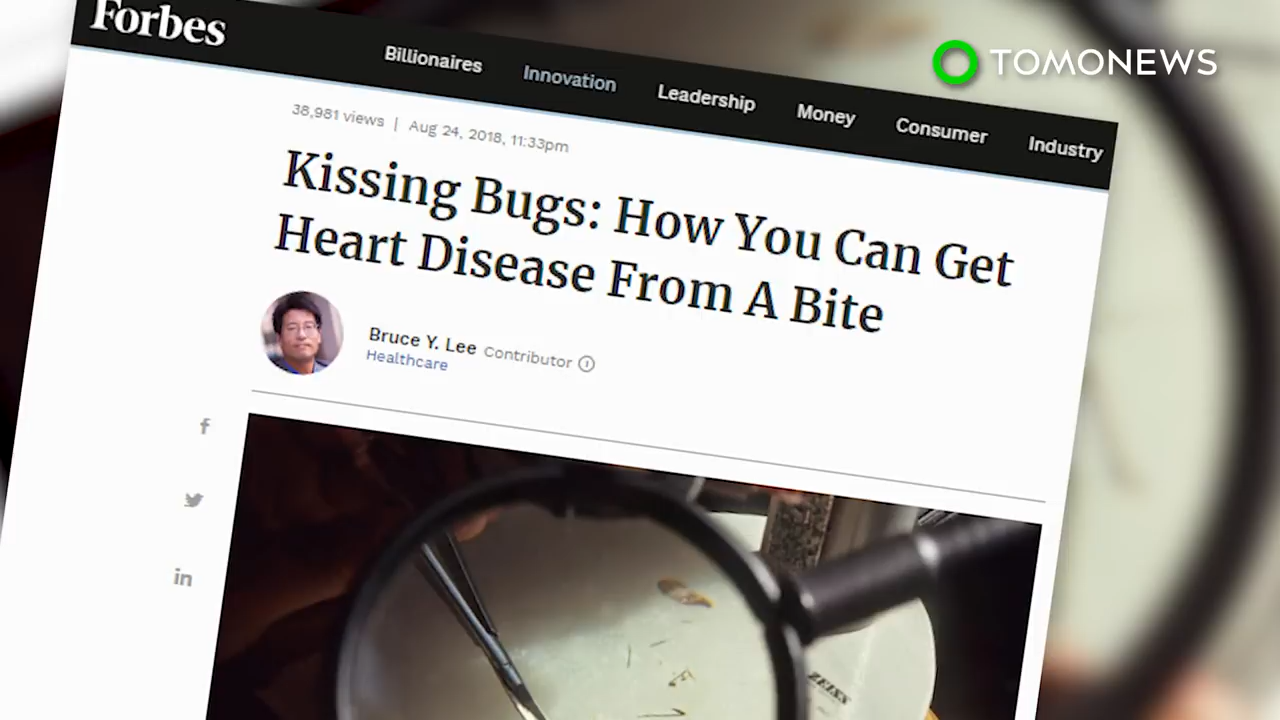 Forbes
TOMONEWS
Billionaires Innovation Leadership Money Consumer Industry
38,981 views | Aug 24, 2018, 11:33pm
Kissing Bugs: How You Can Get
Heart Disease From A Bite
Bruce Y. Lee Contributor
Healthcare
f
in
ZEISS